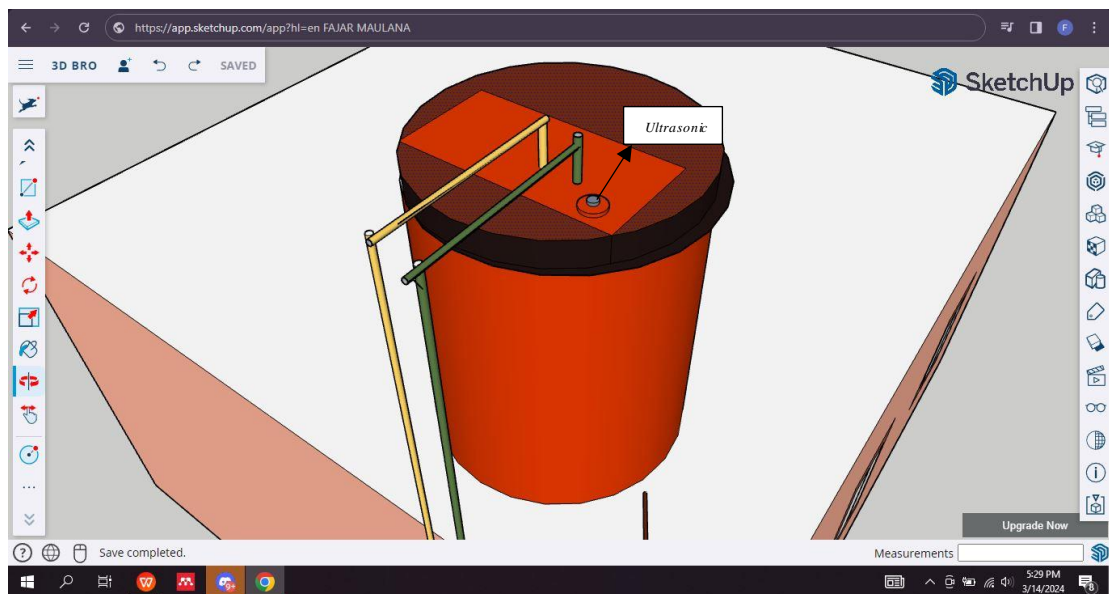 https://app.sketchup.com/app?hl=en FAJAR MAULANA
F
3D BRO
SAVED
SketchUp
Ultrasonic
Upgrade Now
Save completed.
Measurements
5:29 PM
3/14/2024
8